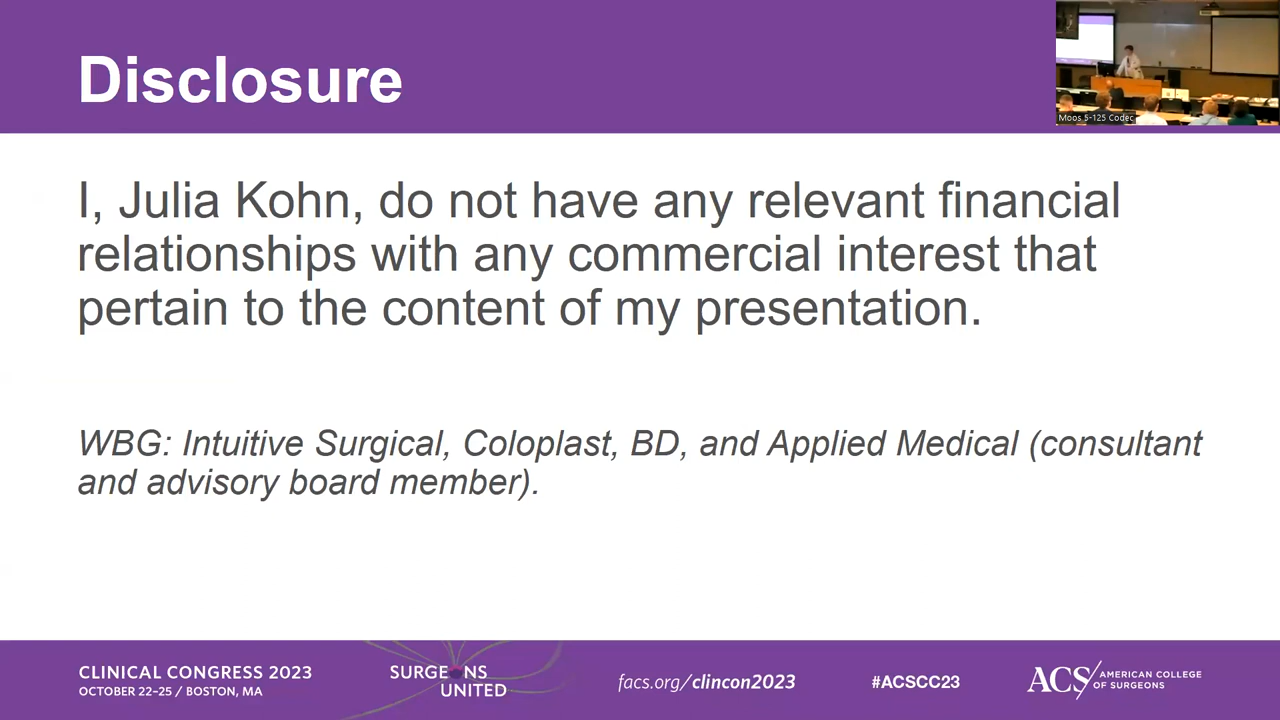 Disclosure
Moos 5-125 Codec
I, Julia Kohn, do not have any relevant financial
relationships with any commercial interest that
pertain to the content of my presentation.
WBG: Intuitive Surgical, Coloplast, BD, and Applied Medical (consultant
and advisory board member).
CLINICAL CONGRESS 2023
OCTOBER 22–25 / BOSTON, MA
SURGEONS
UNITED
facs.org/clincon2023
#ACSCC23
ACS/
AMERICAN COLLEGE
OF SURGEONS